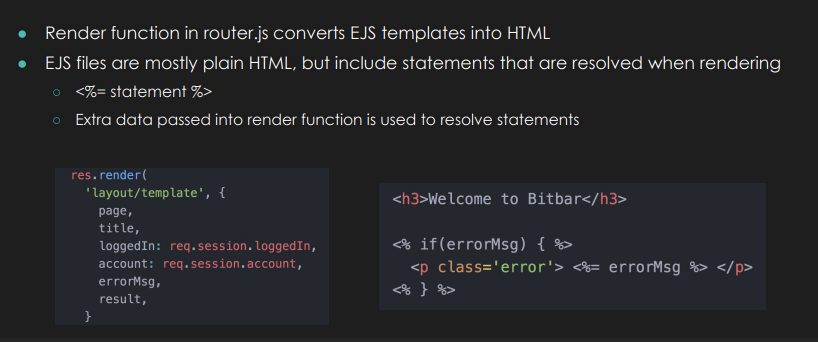 Render function in router.js converts EJS templates into HTML
EJS files are mostly plain HTML, but include statements that are resolved when rendering
<%= statement %>
Extra data passed into render function is used to resolve statements
res.render(
'layout/template', {
page,
title,
loggedIn: req.session.loggedIn,
account: req.session.account,
errorMsg,
result,
}
<h3>Welcome to Bitbar</h3>
<% if(errorMsg) { %>
<p class='error'> <%= errorMsg %> </p>
<% } %>